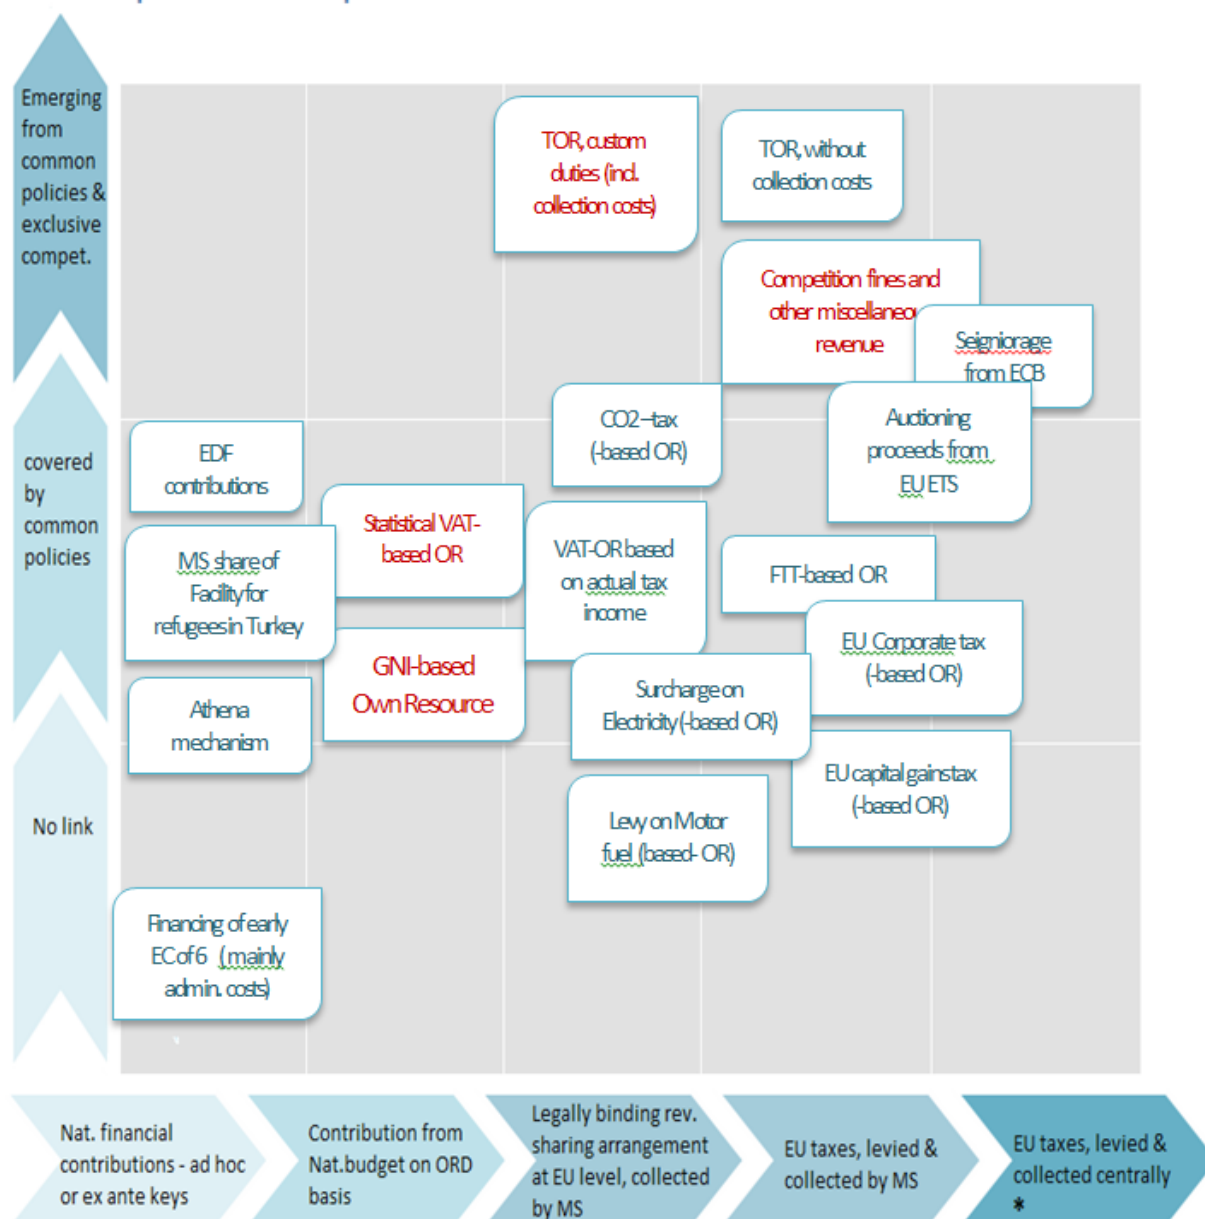 Emerging
from
common
policies &
exclusive
compet.
covered
by
common
policies
No link
TOR, custom
duties (incl.
collection costs)
TOR, without
collection costs
Competition fines and
other miscellaneou
revenue
Seigniorage
from ECB
CO2–tax
(-based OR)
Auctioning
proceeds from
EU ETS
EDF
contributions
Statistical VAT-
based OR
VAT-OR based
on actual tax
income
MS share of
Facility for
refugees in Turkey
FTT-based OR
EU Corporate tax
(-based OR)
GNI-based
Own Resource
Surcharge on
Electricity (-based OR)
Athena
mechanism
EU capital gains tax
(-based OR)
Levy on Motor
fuel (based- OR)
Financing of early
EC of 6 ( mainly
admin. costs)
Nat. financial
contributions - ad hoc
or ex ante keys
Contribution from
Nat.budget on ORD
basis
Legally binding rev.
sharing arrangement
at EU level, collected
by MS
EU taxes, levied &
collected by MS
EU taxes, levied &
collected centrally
*